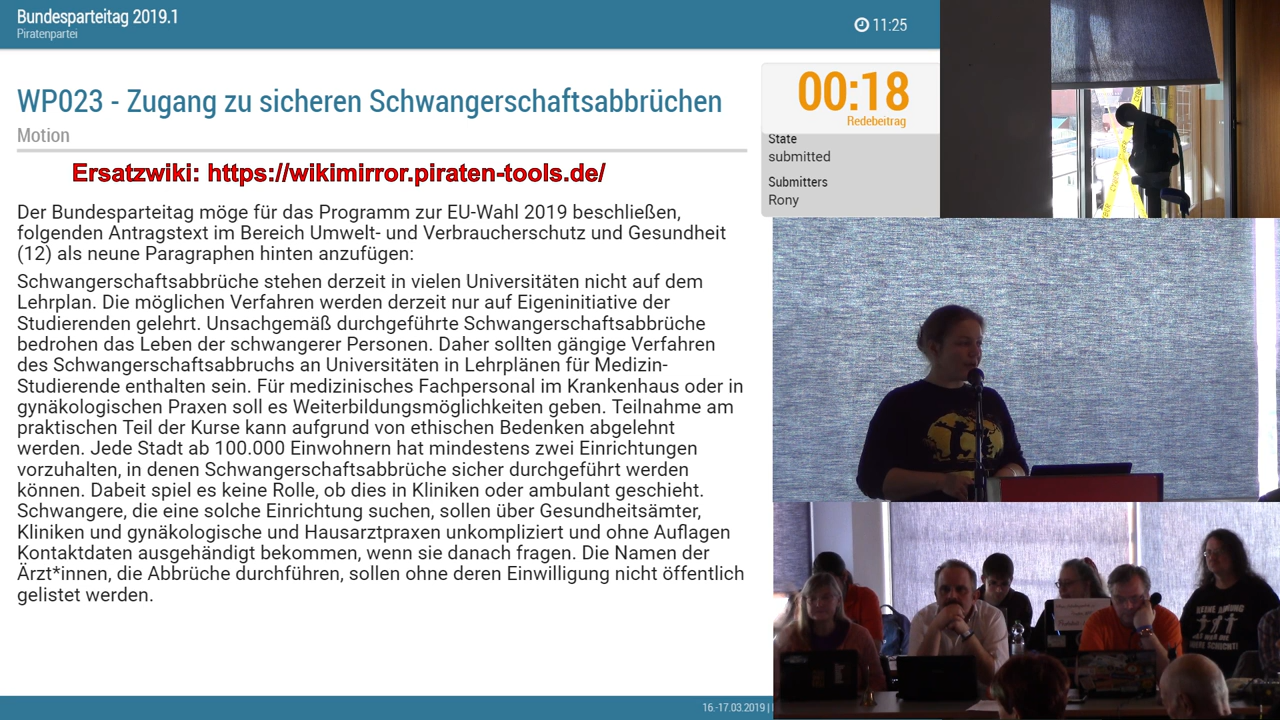 Bundesparteitag 2019.1
Piratenpartei
11:25
WP023 - Zugang zu sicheren Schwangerschaftsabbrüchen
Motion
00:18
Redebeitrag
State
submitted
Submitters
Rony
Ersatzwiki: https://wikimirror.piraten-tools.de/
Der Bundesparteitag möge für das Programm zur EU-Wahl 2019 beschließen,
folgenden Antragstext im Bereich Umwelt- und Verbraucherschutz und Gesundheit
(12) als neune Paragraphen hinten anzufügen:
Schwangerschaftsabbrüche stehen derzeit in vielen Universitäten nicht auf dem
Lehrplan. Die möglichen Verfahren werden derzeit nur auf Eigeninitiative der
Studierenden gelehrt. Unsachgemäß durchgeführte Schwangerschaftsabbrüche
bedrohen das Leben der schwangerer Personen. Daher sollten gängige Verfahren
des Schwangerschaftsabbruchs an Universitäten in Lehrplänen für Medizin-
Studierende enthalten sein. Für medizinisches Fachpersonal im Krankenhaus oder in
gynäkologischen Praxen soll es Weiterbildungsmöglichkeiten geben. Teilnahme am
praktischen Teil der Kurse kann aufgrund von ethischen Bedenken abgelehnt
werden. Jede Stadt ab 100.000 Einwohnern hat mindestens zwei Einrichtungen
vorzuhalten, in denen Schwangerschaftsabbrüche sicher durchgeführt werden
können. Dabeit spiel es keine Rolle, ob dies in Kliniken oder ambulant geschieht.
Schwangere, die eine solche Einrichtung suchen, sollen über Gesundheitsämter,
Kliniken und gynäkologische und Hausarztpraxen unkompliziert und ohne Auflagen
Kontaktdaten ausgehändigt bekommen, wenn sie danach fragen. Die Namen der
Ärzt*innen, die Abbrüche durchführen, sollen ohne deren Einwilligung nicht öffentlich
gelistet werden.
16.-17.03.2019 |
KEINE AHNUNG